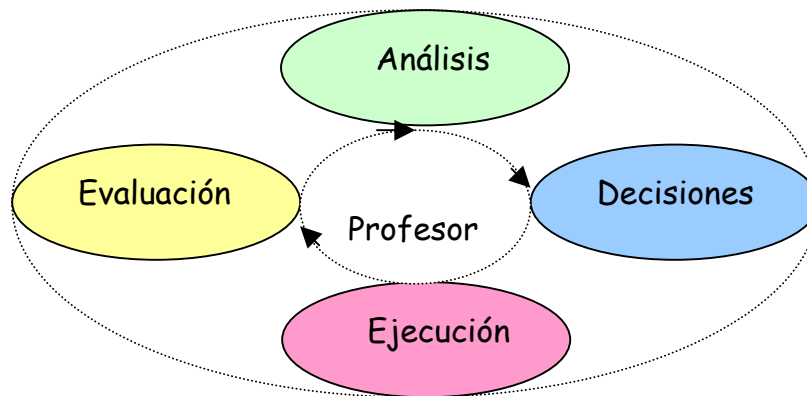 Análisis
Evaluación
Decisiones
Profesor
Ejecución